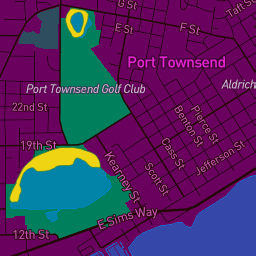 G St
Taft St
E St
F St
Port Townsend
Port Townsend Golf Club
Aldrich
22nd St
Pierce St
Benton St
19th St
Cass St
Jefferson St
Kearney St
Scott St
E Sims Way
12th St